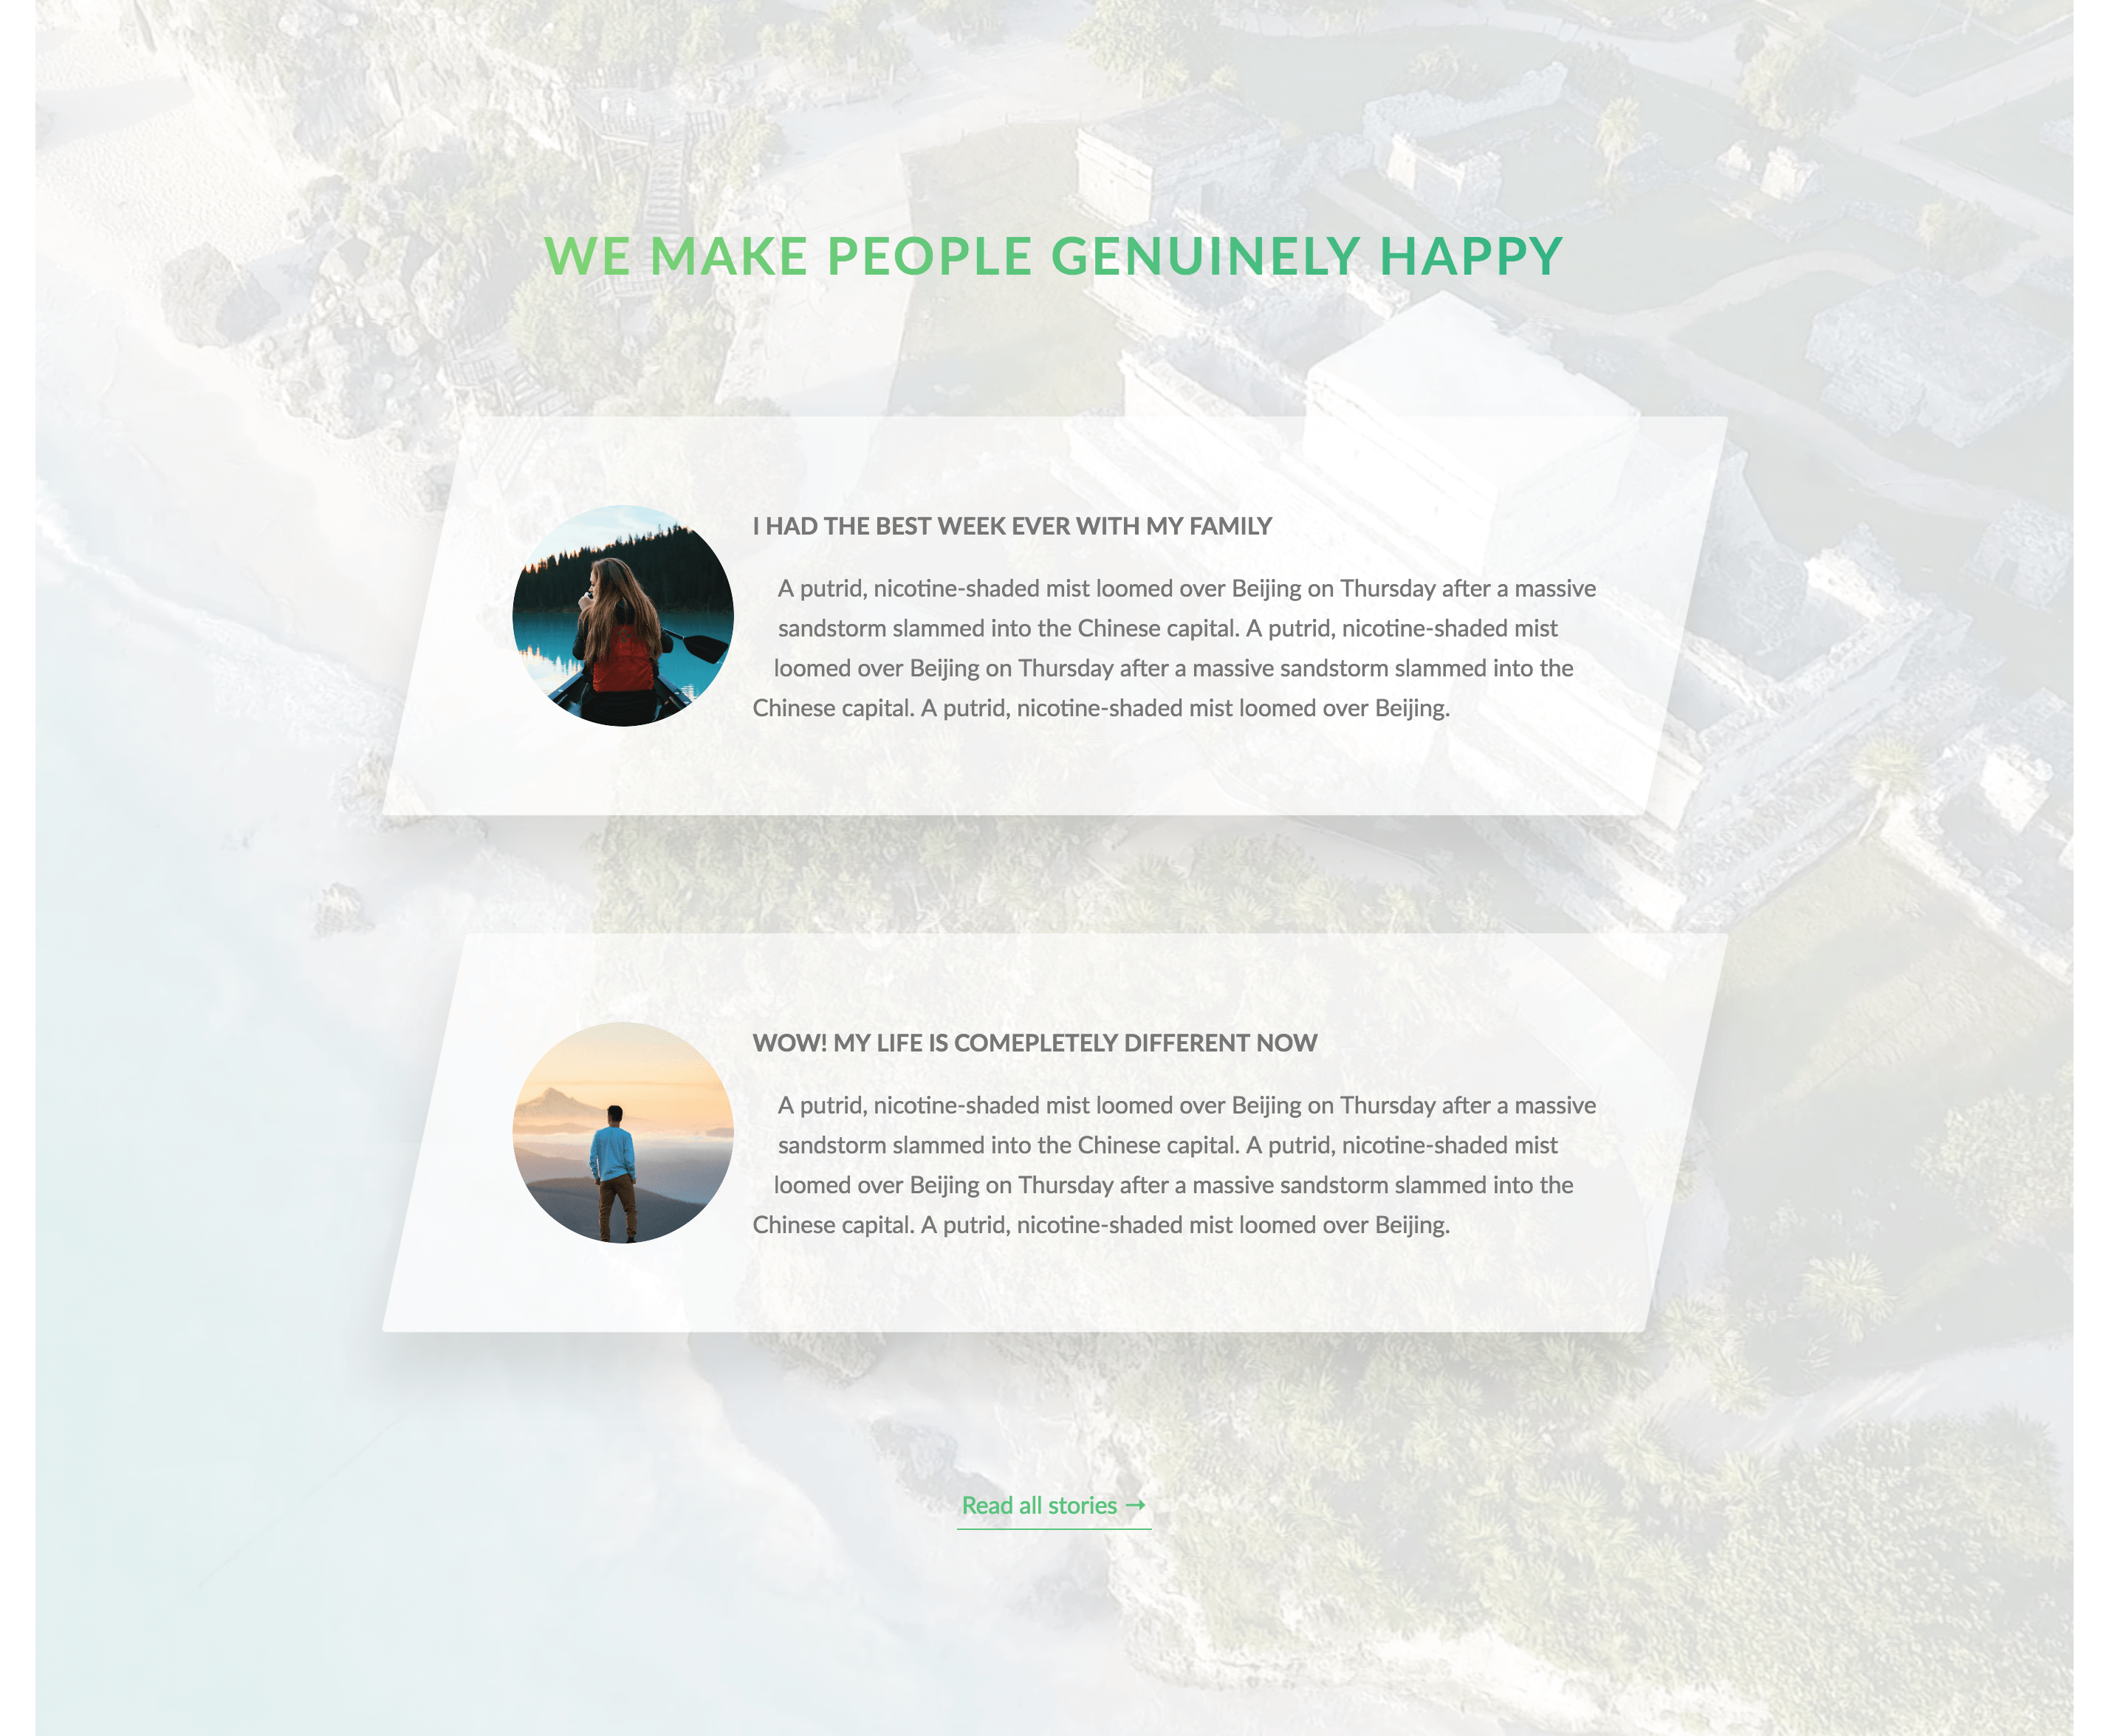 WE MAKE PEOPLE GENUINELY HAPPY
I HAD THE BEST WEEK EVER WITH MY FAMILY
A putrid, nicotine-shaded mist loomed over Beijing on Thursday after a massive
sandstorm slammed into the Chinese capital. A putrid, nicotine-shaded mist
loomed over Beijing on Thursday after a massive sandstorm slammed into the
Chinese capital. A putrid, nicotine-shaded mist loomed over Beijing.
WOW! MY LIFE IS COMEPLETELY DIFFERENT NOW
A putrid, nicotine-shaded mist loomed over Beijing on Thursday after a massive
sandstorm slammed into the Chinese capital. A putrid, nicotine-shaded mist
loomed over Beijing on Thursday after a massive sandstorm slammed into the
Chinese capital. A putrid, nicotine-shaded mist loomed over Beijing.
Read all stories →